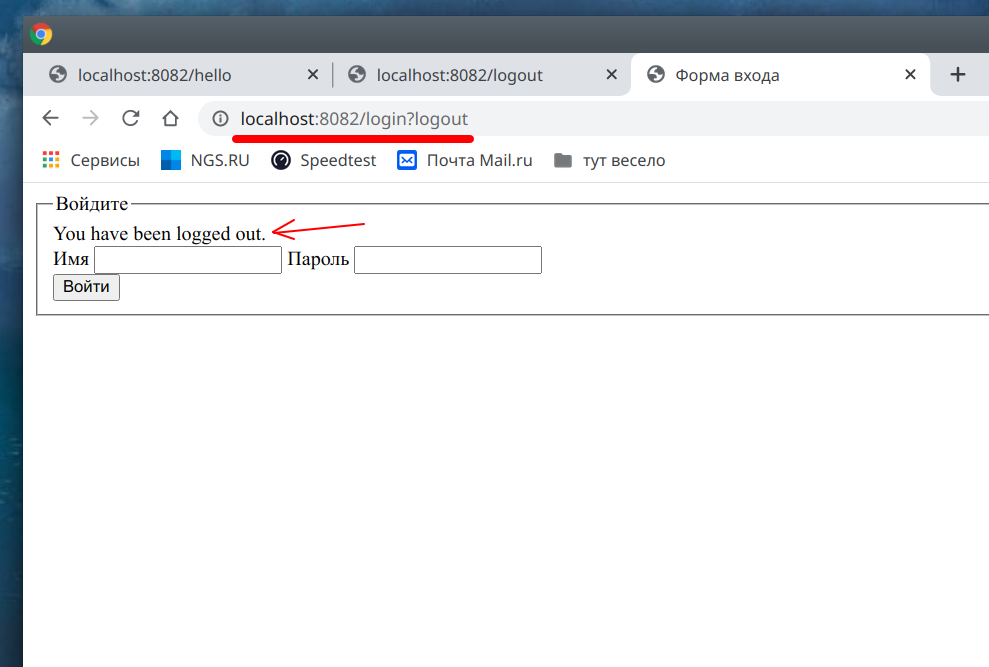 localhost:8082/hello
localhost:8082/logout
Форма входа
localhost:8082/login?logout
Сервисы NGS.RU Speedtest Почта Mail.ru тут весело
Войдите
You have been logged out.
Имя Пароль
Войти